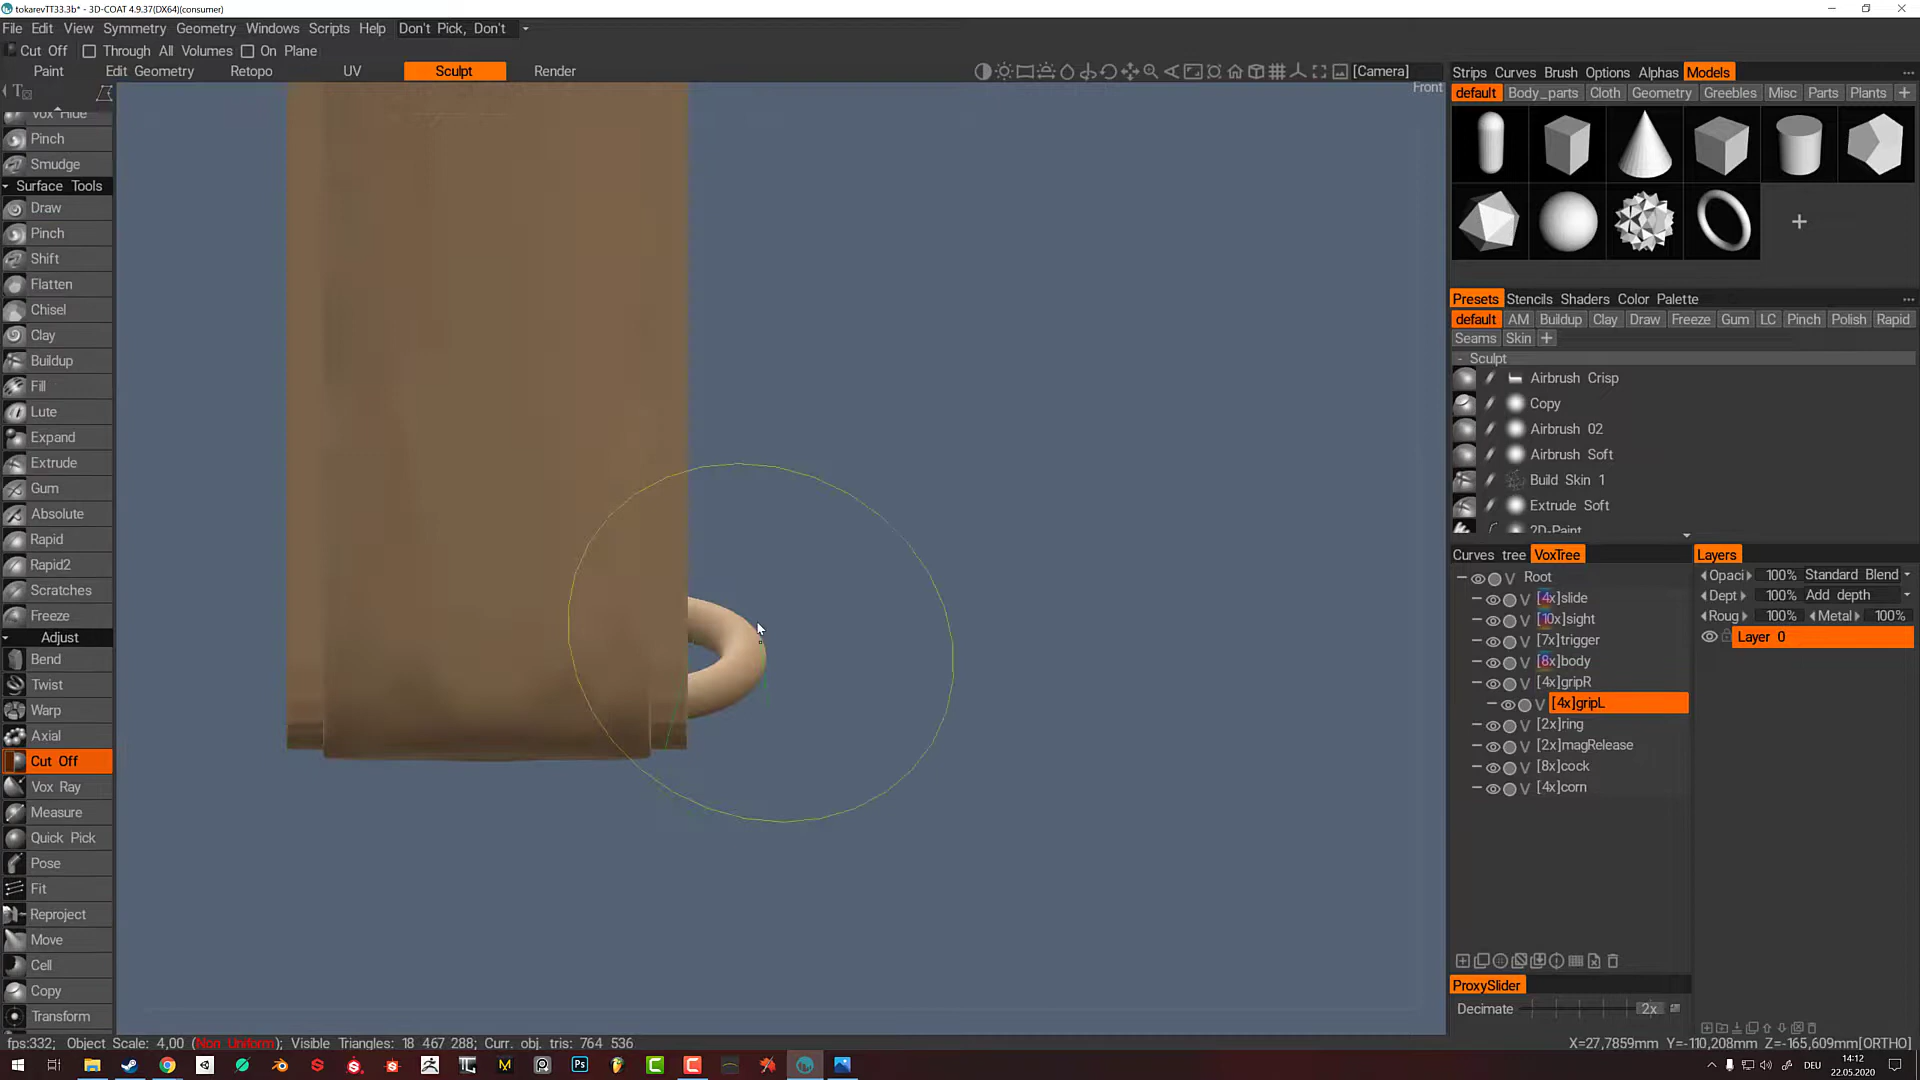 tokarevTT33.3b* - 3D-COAT 4.9.37(DX64)(consumer)
File Edit View Symmetry Geometry Windows Scripts Help Don't Pick, Don't
Cut Off Through All Volumes On Plane
Paint Edit Geometry Retopo UV Sculpt Render [Camera]
Front
Strips Curves Brush Options Alphas Models
default Body_parts Cloth Geometry Greebles Misc Parts Plants
Vox Hide
Pinch
Smudge
Surface Tools
Draw
Pinch
Shift
Flatten
Chisel
Clay
Buildup
Fill
Lute
Expand
Extrude
Gum
Absolute
Rapid
Rapid2
Scratches
Freeze
Adjust
Bend
Twist
Warp
Axial
Cut Off
Vox Ray
Measure
Quick Pick
Pose
Fit
Reproject
Move
Cell
Copy
Transform
Presets Stencils Shaders Color Palette
default AM Buildup Clay Draw Freeze Gum LC Pinch Polish Rapid
Seams Skin
Sculpt
Airbrush Crisp
Copy
Airbrush 02
Airbrush Soft
Build Skin 1
Extrude Soft
2D-Paint
Curves tree VoxTree
V Root
V [4x]slide
V [10x]sight
V [7x]trigger
V [8x]body
V [4x]gripR
V [4x]gripL
V [2x]ring
V [2x]magRelease
V [8x]cock
V [4x]corn
Layers
Opaci 100% Standard Blend
Dept 100% Add depth
Roug 100% Metal 100%
Layer 0
ProxySlider
Decimate 2x
fps:332; Object Scale: 4,00 (Non Uniform); Visible Triangles: 18 467 288; Curr. obj. tris: 764 536
X=27,7859mm Y=-110,208mm Z=-165,609mm[ORTHO]
DEU
14:12
22.05.2020